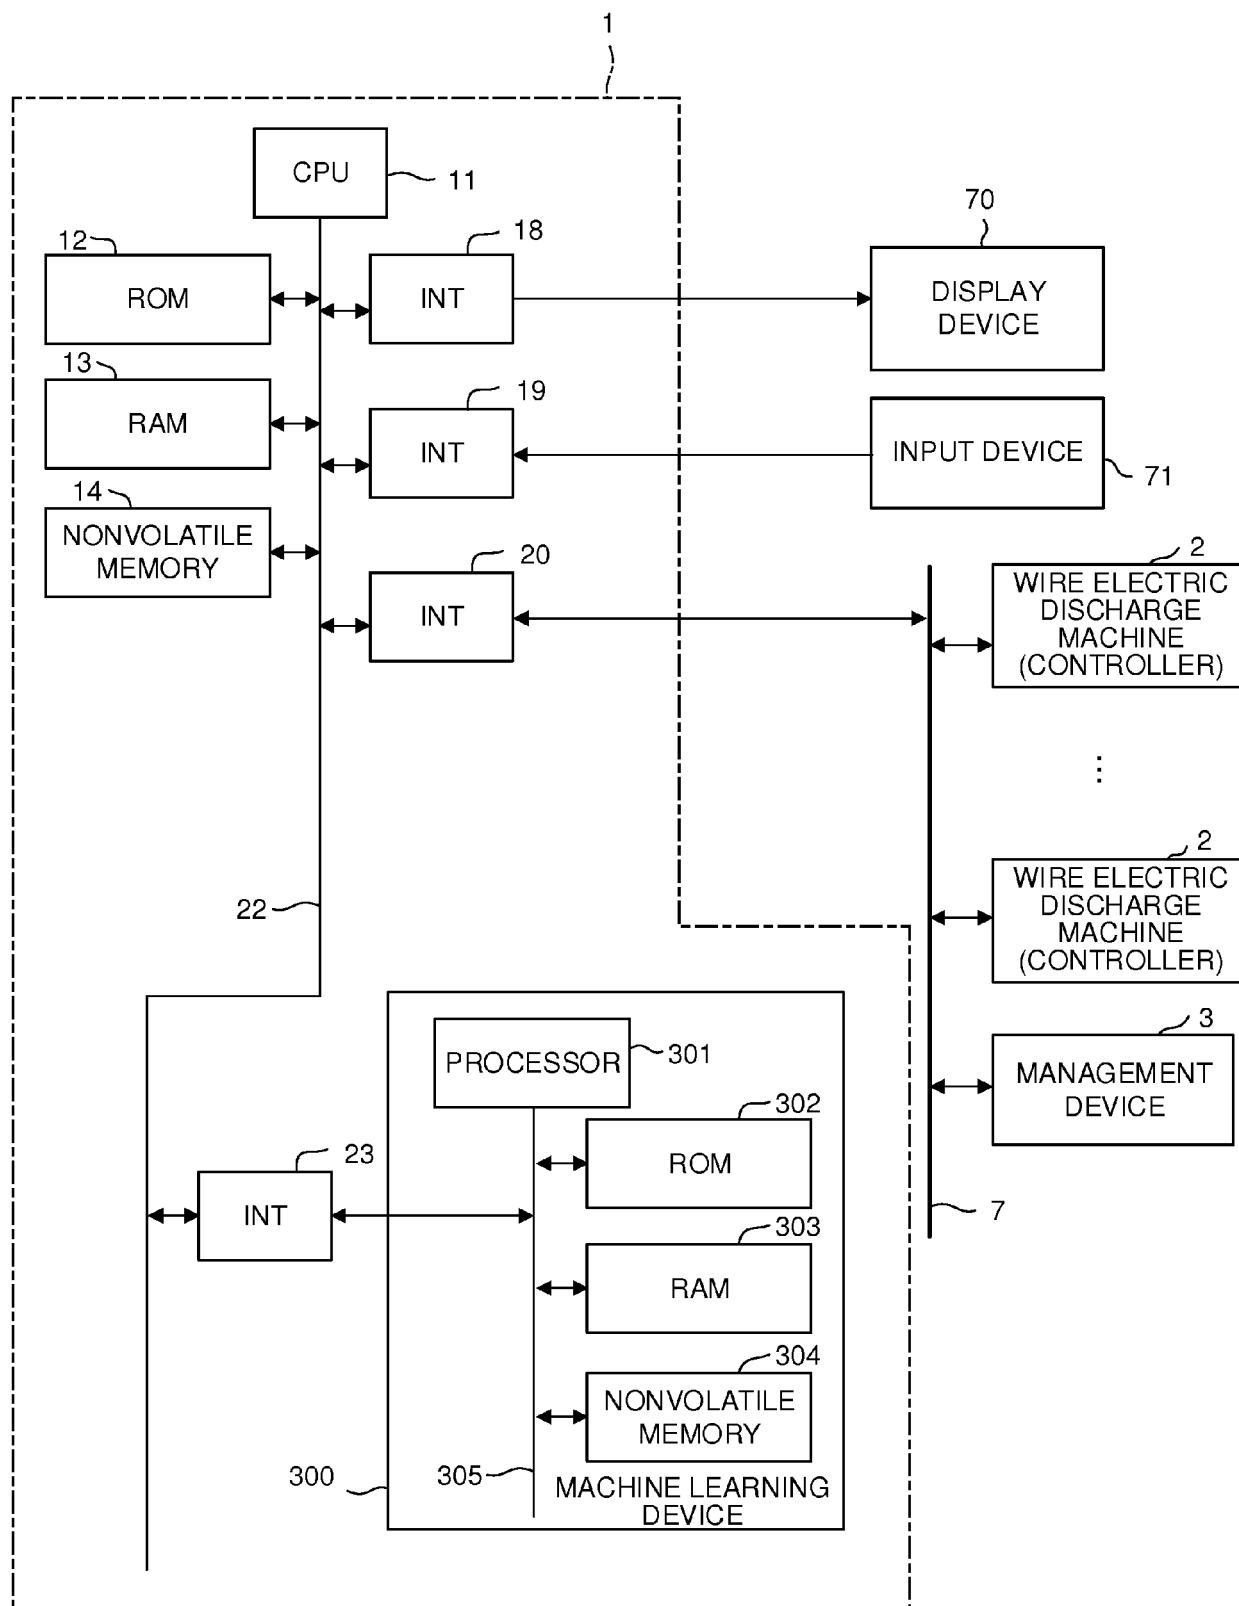 1
CPU
11
12
ROM
18
INT
70
DISPLAY
DEVICE
13
RAM
19
INT
INPUT DEVICE
71
14
NONVOLATILE
MEMORY
20
INT
2
WIRE ELECTRIC
DISCHARGE
MACHINE
(CONTROLLER)
⋮
2
WIRE ELECTRIC
DISCHARGE
MACHINE
(CONTROLLER)
22
3
MANAGEMENT
DEVICE
7
PROCESSOR
301
302
ROM
23
INT
303
RAM
304
NONVOLATILE
MEMORY
300
305
MACHINE LEARNING
DEVICE